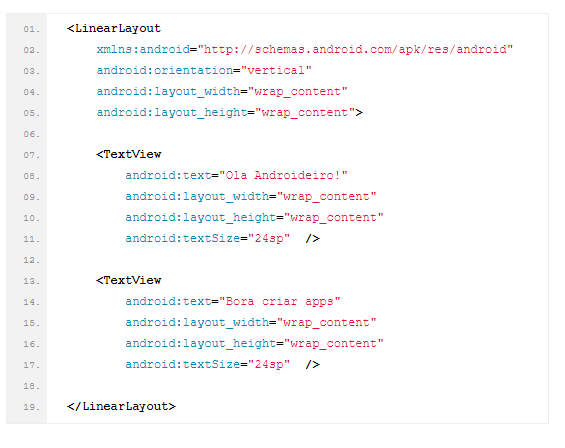 01. <LinearLayout
02. xmlns:android="http://schemas.android.com/apk/res/android"
03. android:orientation="vertical"
04. android:layout_width="wrap_content"
05. android:layout_height="wrap_content">
06.
07. <TextView
08. android:text="Ola Androideiro!"
09. android:layout_width="wrap_content"
10. android:layout_height="wrap_content"
11. android:textSize="24sp" />
12.
13. <TextView
14. android:text="Bora criar apps"
15. android:layout_width="wrap_content"
16. android:layout_height="wrap_content"
17. android:textSize="24sp" />
18.
19. </LinearLayout>